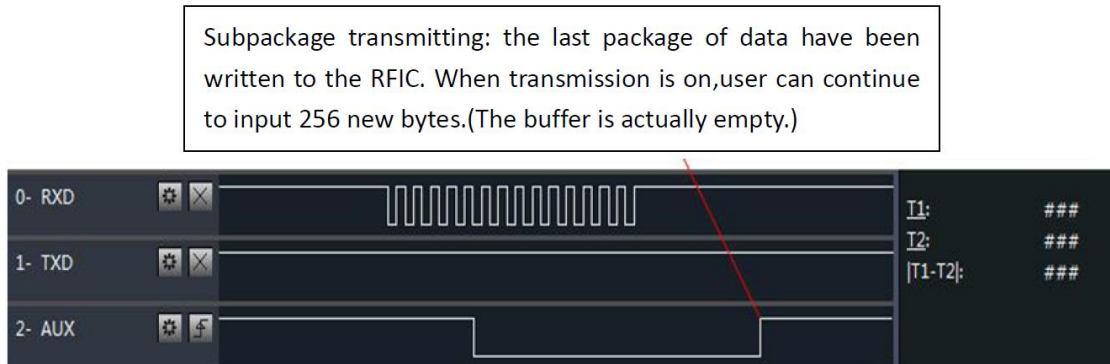 Subpackage transmitting: the last package of data have been
written to the RFIC. When transmission is on,user can continue
to input 256 new bytes.(The buffer is actually empty.)
0- RXD
T1: ###
1- TXD
T2: ###
|T1-T2|: ###
2- AUX